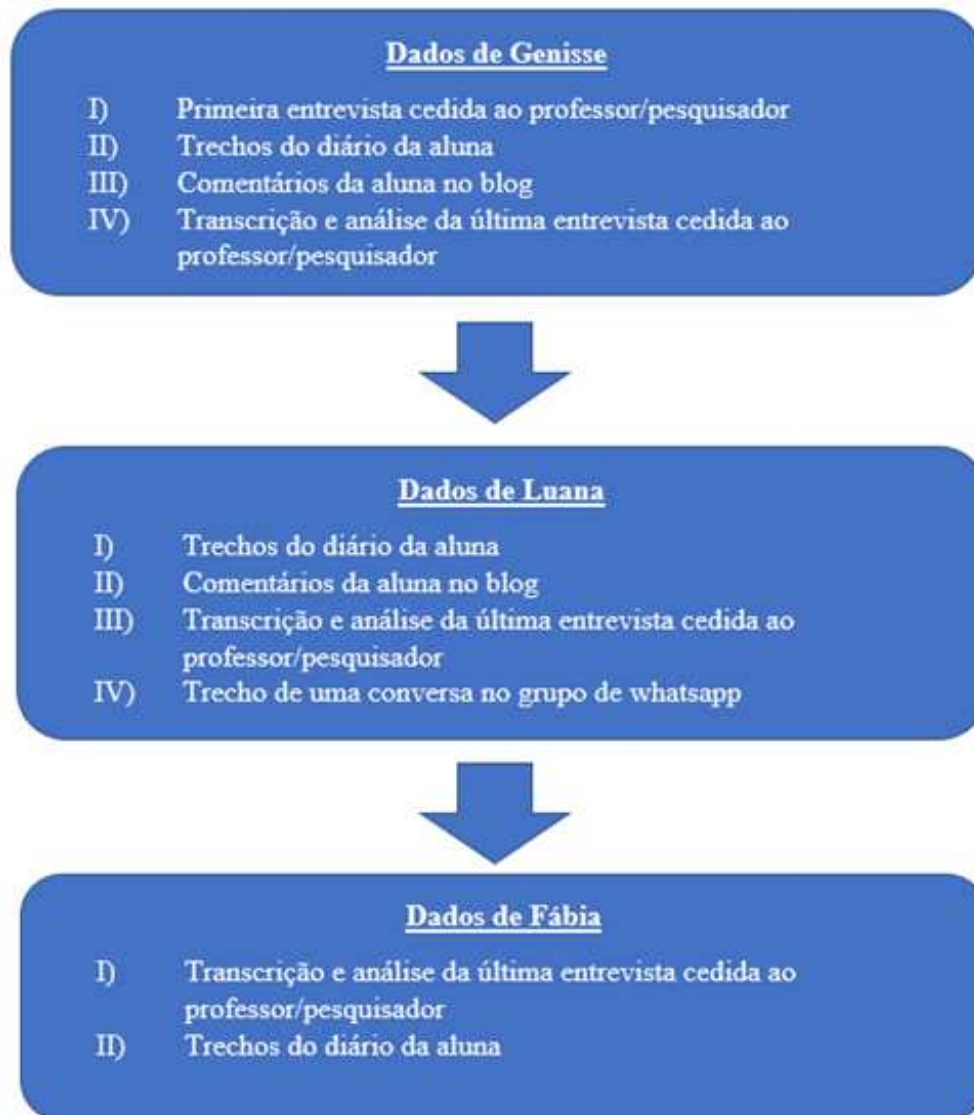 Dados de Genisse
I) Primeira entrevista cedida ao professor/pesquisador
II) Trechos do diário da aluna
III) Comentários da aluna no blog
IV) Transcrição e análise da última entrevista cedida ao
professor/pesquisador
Dados de Luana
I) Trechos do diário da aluna
II) Comentários da aluna no blog
III) Transcrição e análise da última entrevista cedida ao
professor/pesquisador
IV) Trecho de uma conversa no grupo de whatsapp
Dados de Fábia
I) Transcrição e análise da última entrevista cedida ao
professor/pesquisador
II) Trechos do diário da aluna